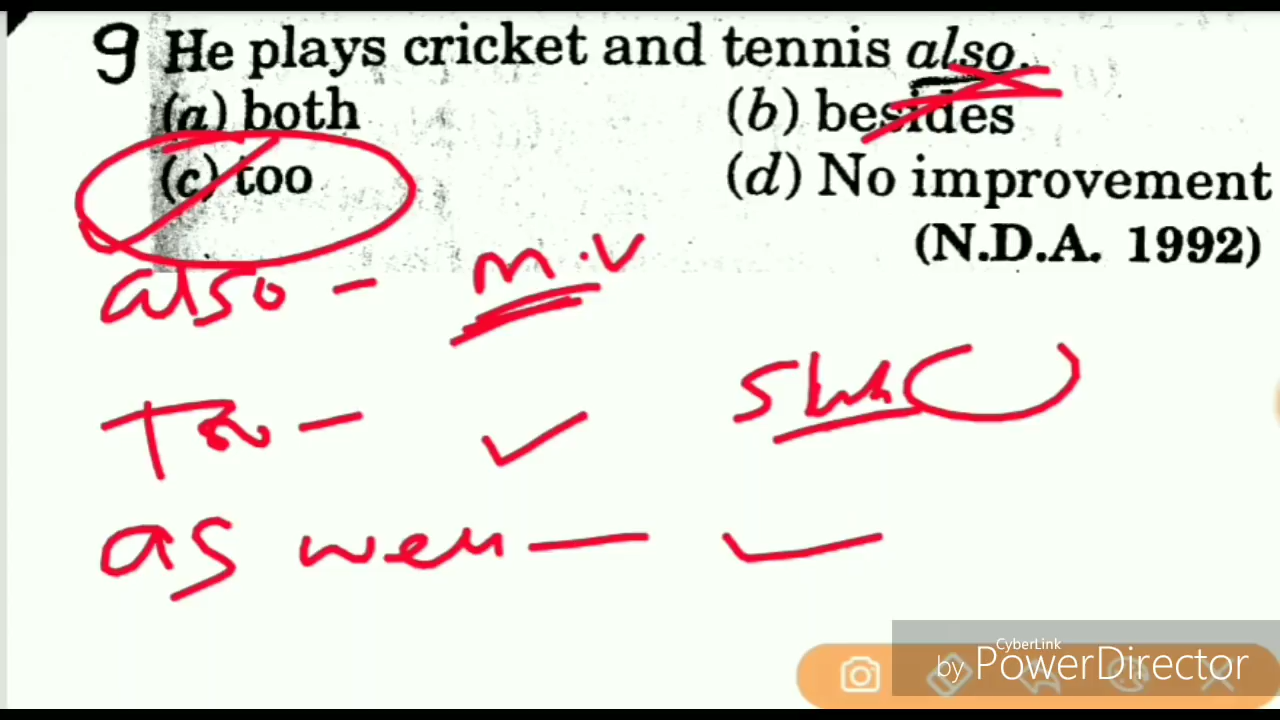 9 He plays cricket and tennis also.
(a) both (b) besides
(c) too (d) No improvement
(N.D.A. 1992)
also - M.V
Too -
as well -
CyberLink
by PowerDirector